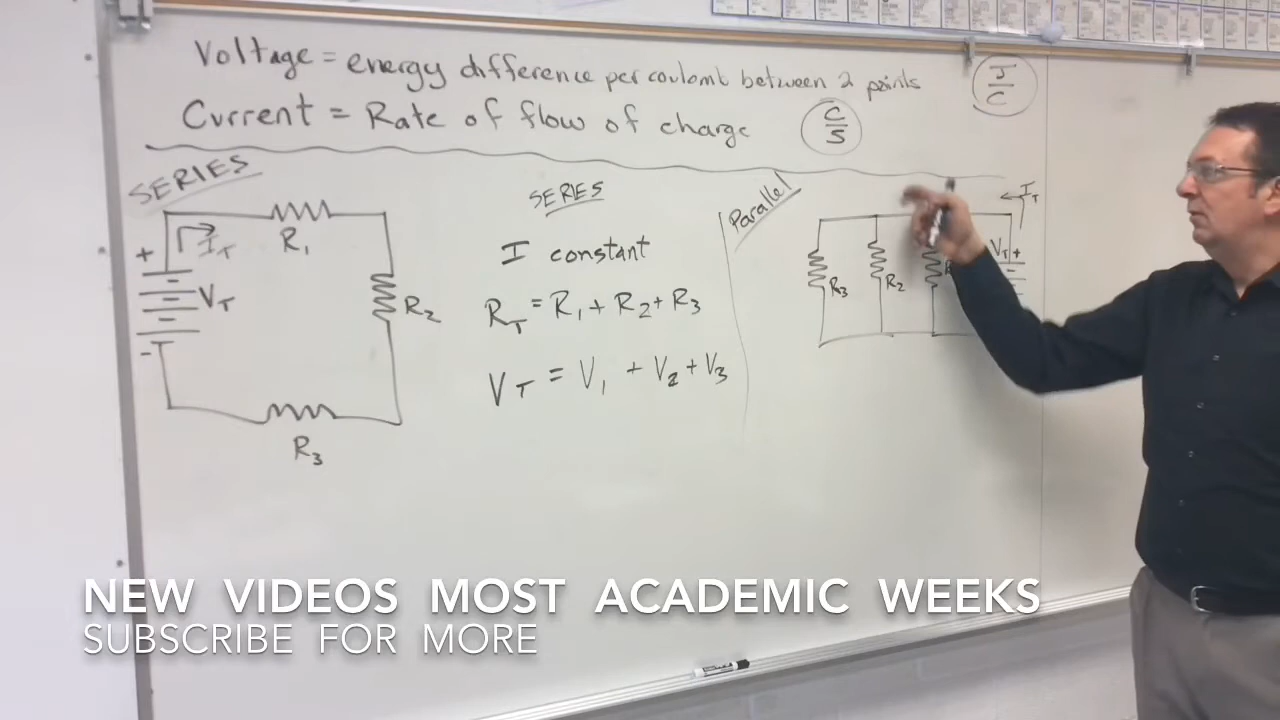 Voltage = energy difference per coulomb between 2 points J/C
Current = Rate of flow of charge C/S
SERIES
+ I_T
V_T
-
R₁
R₂
R₃
SERIES
I constant
R_T = R₁ + R₂ + R₃
V_T = V₁ + V₂ + V₃
Parallel
I_T
R₃
R₂
V_T +
NEW VIDEOS MOST ACADEMIC WEEKS
SUBSCRIBE FOR MORE